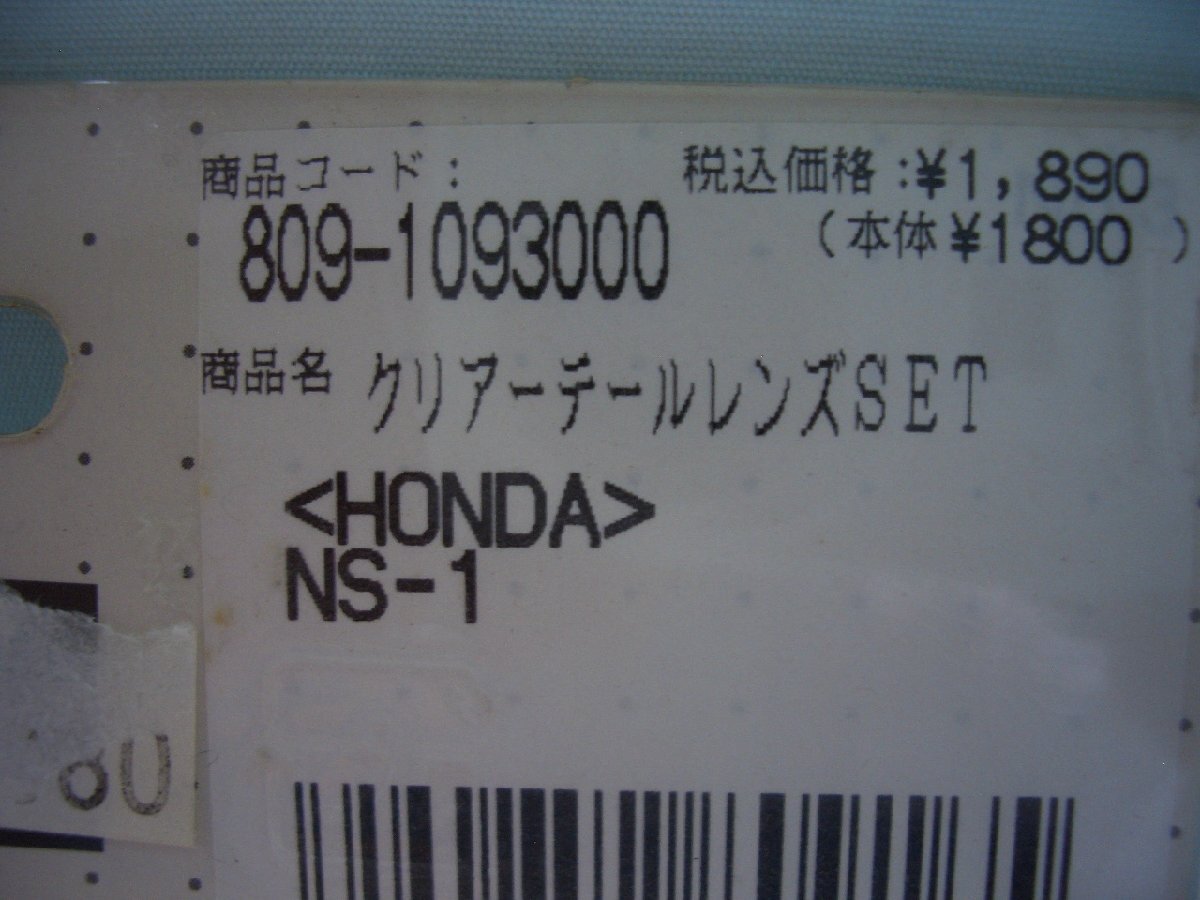 商品コード:
税込価格:¥1,890
809-1093000
(本体¥1800 )
商品名 クリアーテールレンズSET
<HONDA>
NS-1